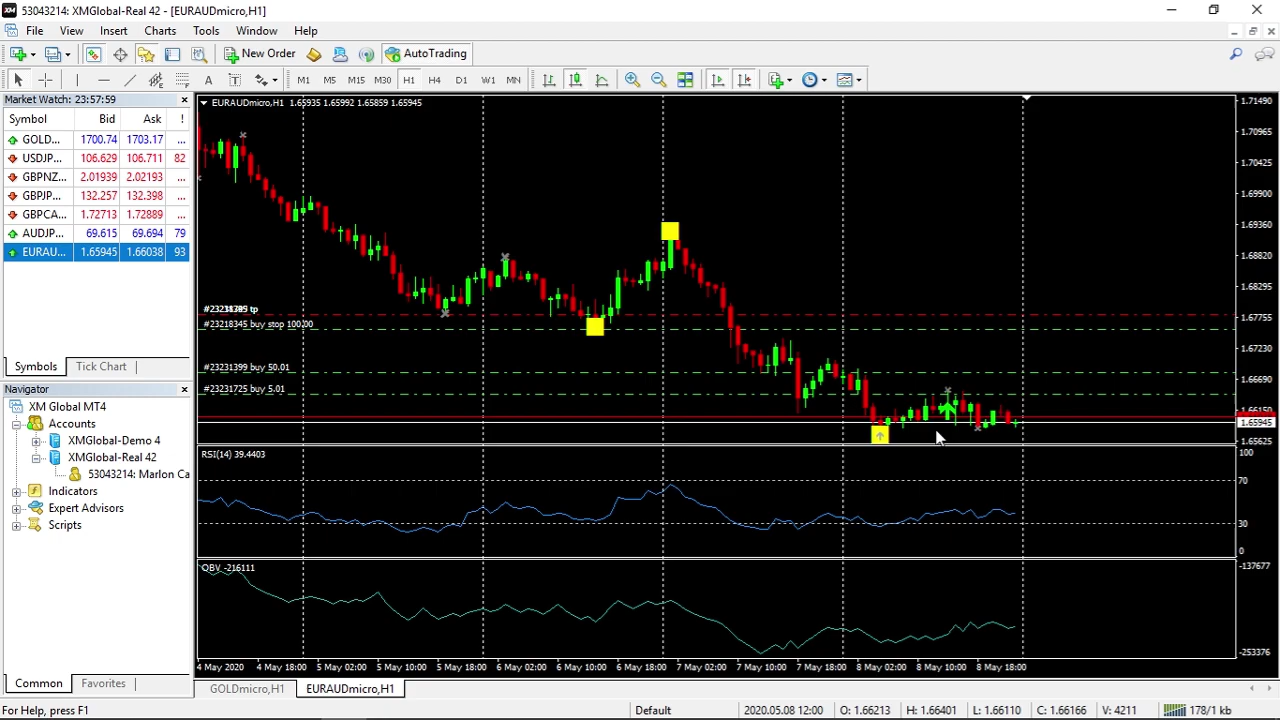 53043214: XMGlobal-Real 42 - [EURAUDmicro,H1]
File View Insert Charts Tools Window Help
New Order AutoTrading
A T M1 M5 M15 M30 H1 H4 D1 W1 MN
Market Watch: 23:57:59
Symbol Bid Ask !
GOLD... 1700.74 1703.17 ...
USDJP... 106.629 106.711 82
GBPNZ... 2.01939 2.02193 ...
GBPJP... 132.257 132.398 ...
GBPCA... 1.72713 1.72889 ...
AUDJP... 69.615 69.694 79
EURAU... 1.65945 1.66038 93
Symbols Tick Chart
Navigator
XM Global MT4
Accounts
XMGlobal-Demo 4
XMGlobal-Real 42
53043214: Marlon Ca
Indicators
Expert Advisors
Scripts
Common Favorites
EURAUDmicro,H1 1.65935 1.65992 1.65859 1.65945
1.71490
1.70965
1.70425
1.69900
1.69360
1.68820
1.68295
1.67755
1.67230
1.66690
1.66150
1.65945
1.65625
tp
#23218345 buy stop 100.00
#23231399 buy 50.01
#23231725 buy 5.01
RSI(14) 39.4403
100
70
30
0
OBV -216111
-137677
-253376
4 May 2020 4 May 18:00 5 May 02:00 5 May 10:00 5 May 18:00 6 May 02:00 6 May 10:00 6 May 18:00 7 May 02:00 7 May 10:00 7 May 18:00 8 May 02:00 8 May 10:00 8 May 18:00
GOLDmicro,H1 EURAUDmicro,H1
For Help, press F1 Default 2020.05.08 12:00 O: 1.66213 H: 1.66401 L: 1.66110 C: 1.66166 V: 4211 178/1 kb